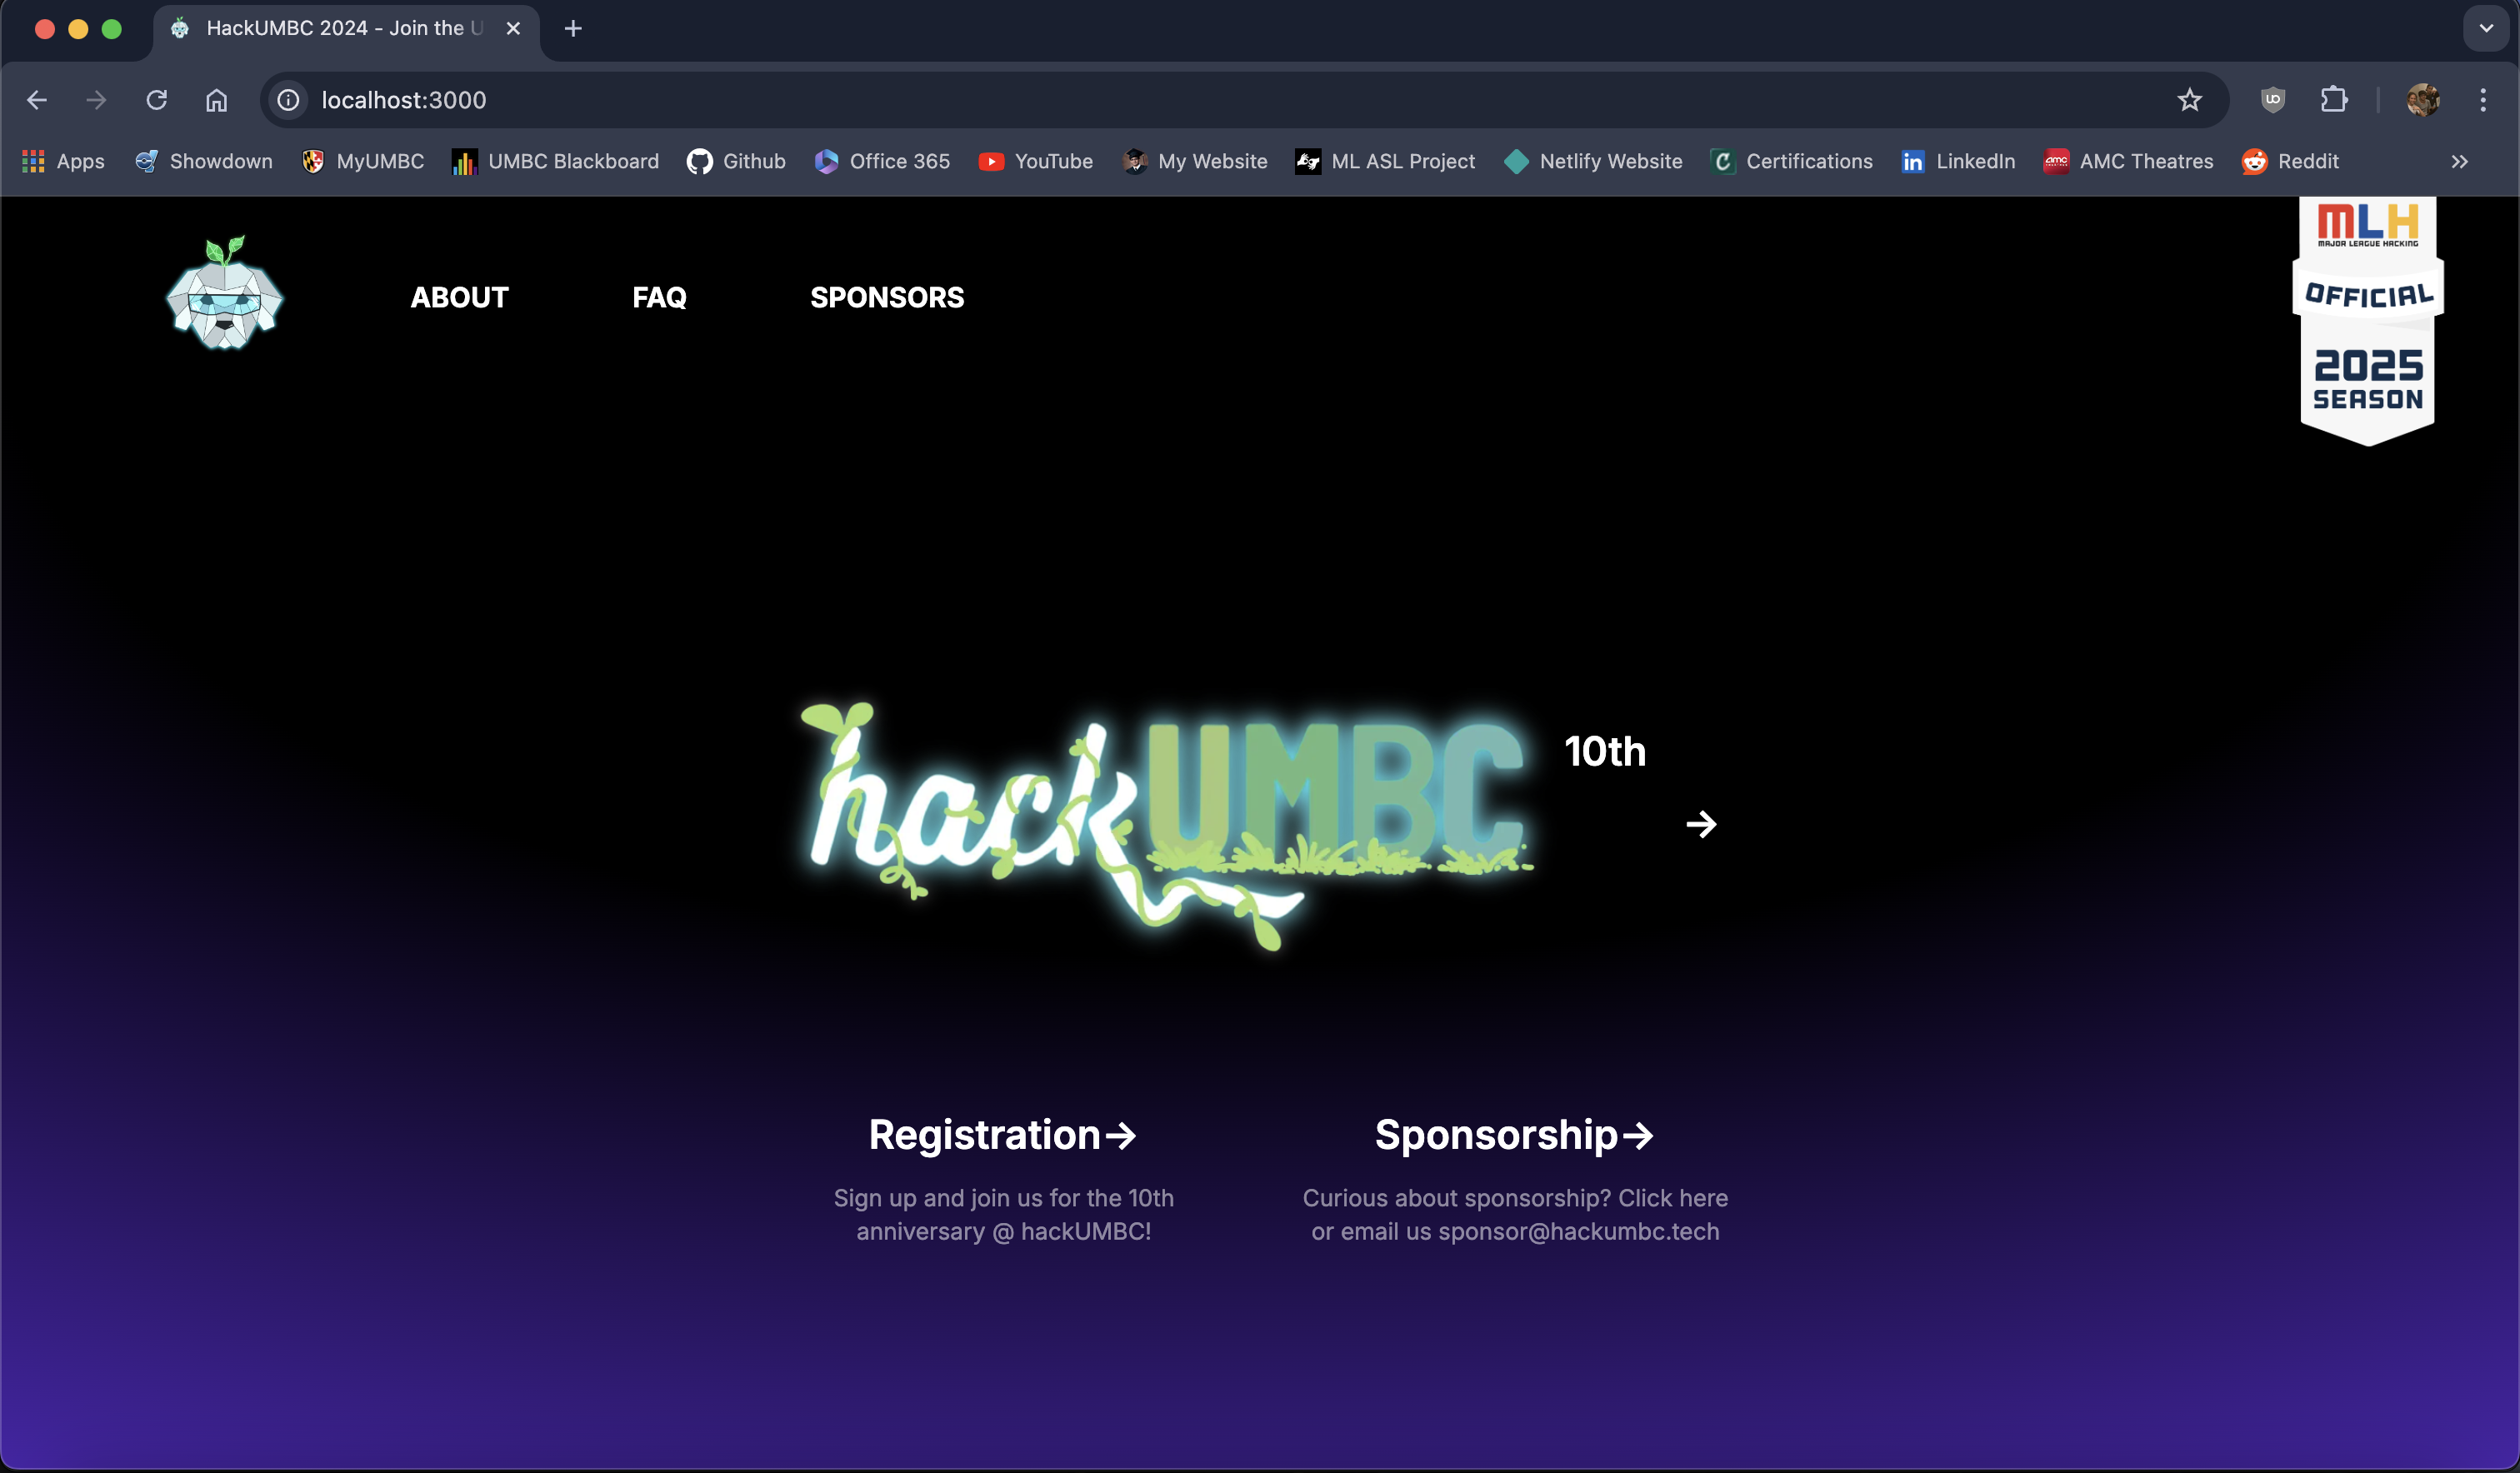 HackUMBC 2024 - Join the U
localhost:3000
Apps Showdown MyUMBC UMBC Blackboard Github Office 365 YouTube My Website ML ASL Project Netlify Website Certifications LinkedIn AMC Theatres Reddit
ABOUT FAQ SPONSORS
MLH
MAJOR LEAGUE HACKING
OFFICIAL
2025
SEASON
hackUMBC 10th
→
Registration→ Sponsorship→
Sign up and join us for the 10th
anniversary @ hackUMBC!
Curious about sponsorship? Click here
or email us sponsor@hackumbc.tech